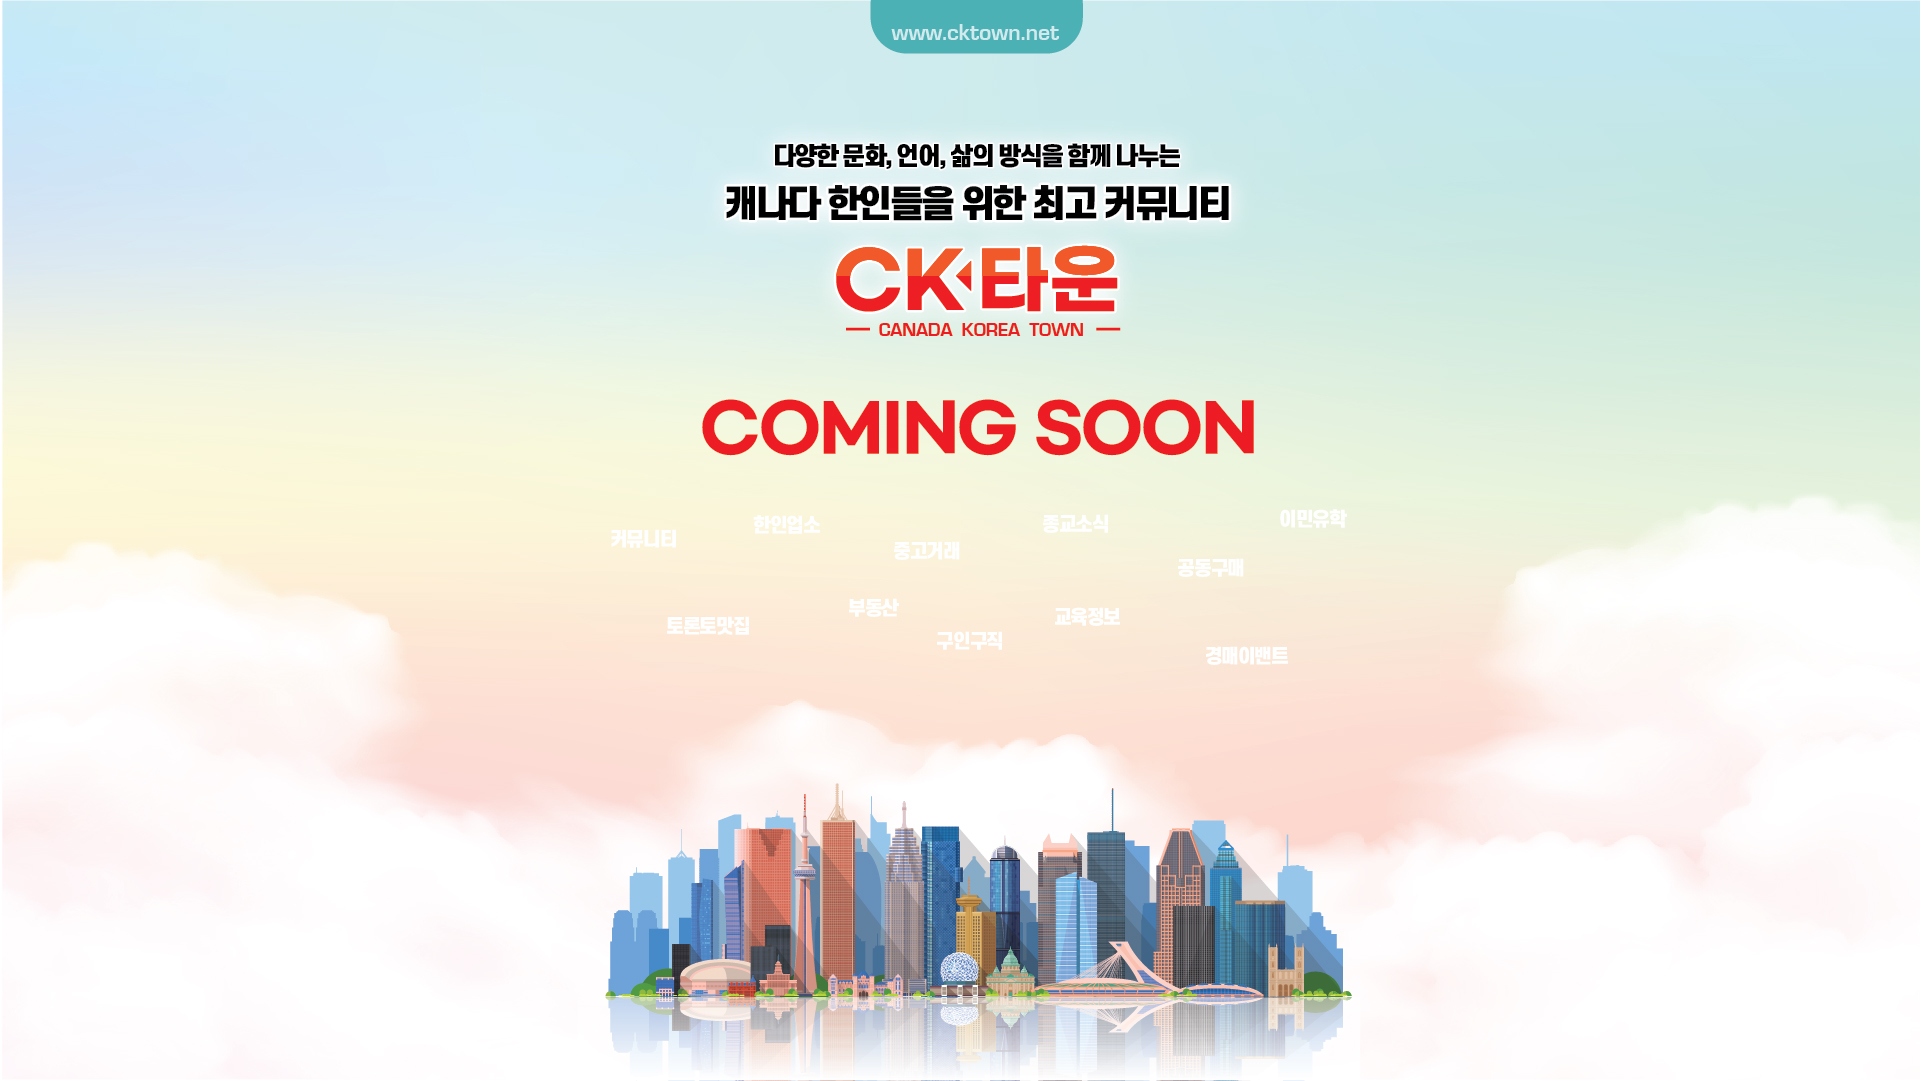 www.cktown.net
다양한 문화, 언어, 삶의 방식을 함께 나누는
캐나다 한인들을 위한 최고 커뮤니티
CK타운
CANADA KOREA TOWN
COMING SOON
커뮤니티
한인업소
중고거래
종교소식
공동구매
이민유학
토론토맛집
부동산
구인구직
교육정보
경매이밴트